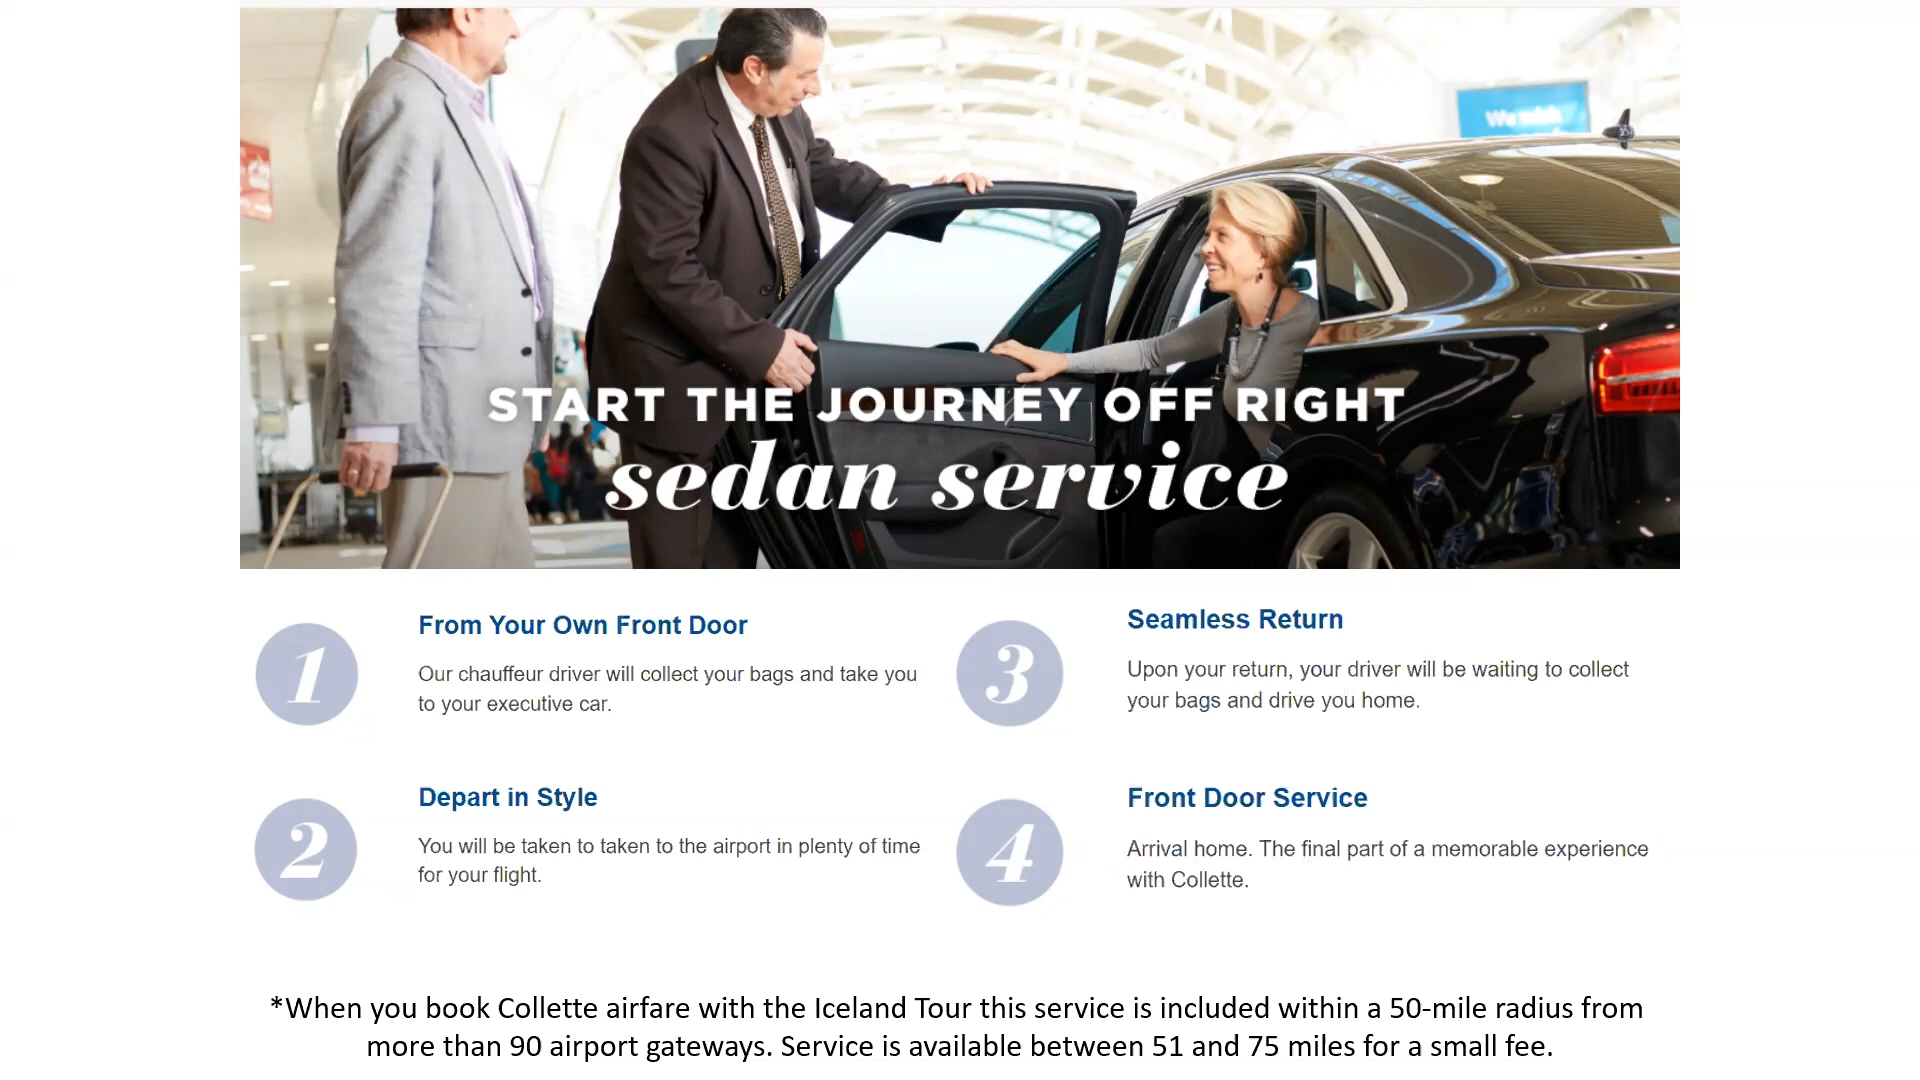 We wish
START THE JOURNEY OFF RIGHT
sedan service
1
From Your Own Front Door
Our chauffeur driver will collect your bags and take you
to your executive car.
2
Depart in Style
You will be taken to taken to the airport in plenty of time
for your flight.
3
Seamless Return
Upon your return, your driver will be waiting to collect
your bags and drive you home.
4
Front Door Service
Arrival home. The final part of a memorable experience
with Collette.
*When you book Collette airfare with the Iceland Tour this service is included within a 50-mile radius from
more than 90 airport gateways. Service is available between 51 and 75 miles for a small fee.